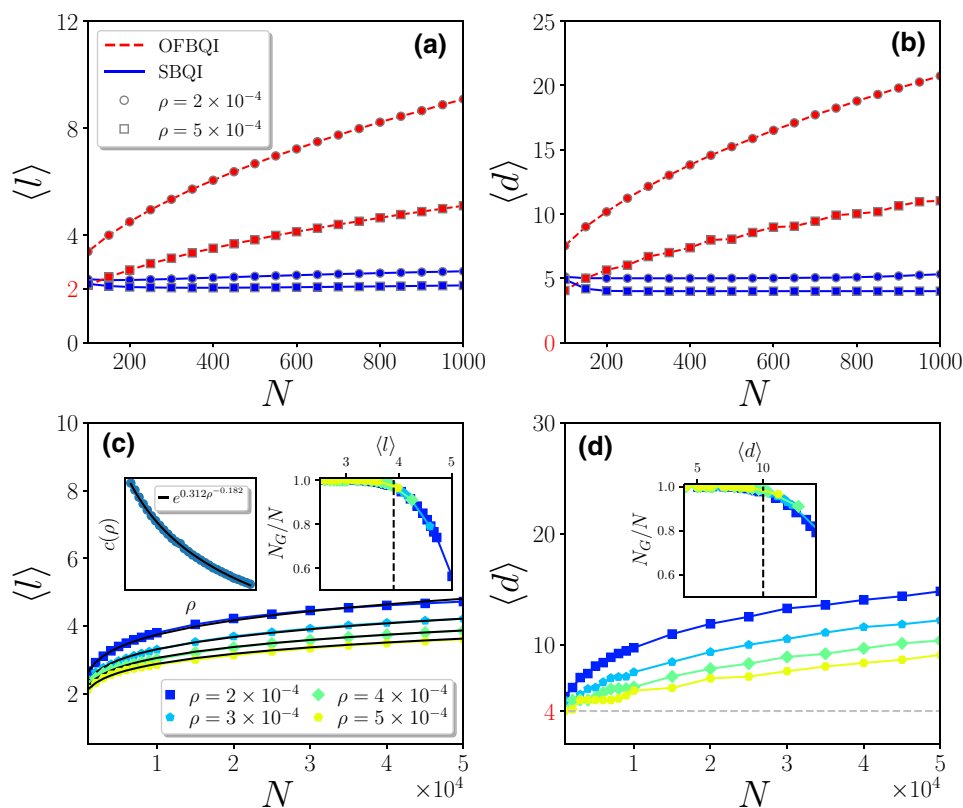 (a)
⟨l⟩
12
8
4
2
0
OFBQI
SBQI
ρ = 2 × 10⁻⁴
ρ = 5 × 10⁻⁴
200 400 600 800 1000
N
(b)
⟨d⟩
25
20
15
10
5
0
200 400 600 800 1000
N
(c)
⟨l⟩
10
8
6
4
2
c(ρ)
e^{0.312ρ^{-0.182}}
ρ
⟨l⟩
3 4 5
N_G/N
1.0
0.8
0.6
ρ = 2 × 10⁻⁴
ρ = 3 × 10⁻⁴
ρ = 4 × 10⁻⁴
ρ = 5 × 10⁻⁴
1 2 3 4 5
N
×10⁴
(d)
⟨d⟩
30
20
10
4
⟨d⟩
5 10
N_G/N
1.0
0.8
0.6
1 2 3 4 5
N
×10⁴